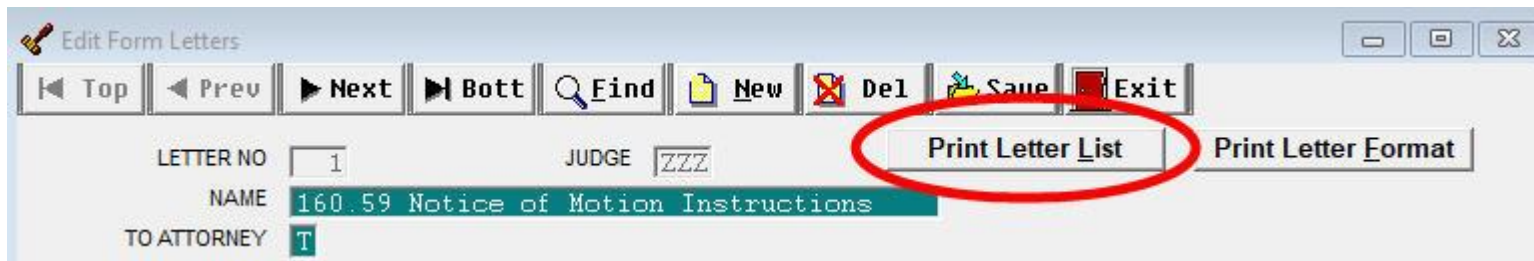 Edit Form Letters
Top Prev Next Bott Find New Del Save Exit
Print Letter List Print Letter Format
LETTER NO 1 JUDGE ZZZ
NAME 160.59 Notice of Motion Instructions
TO ATTORNEY T